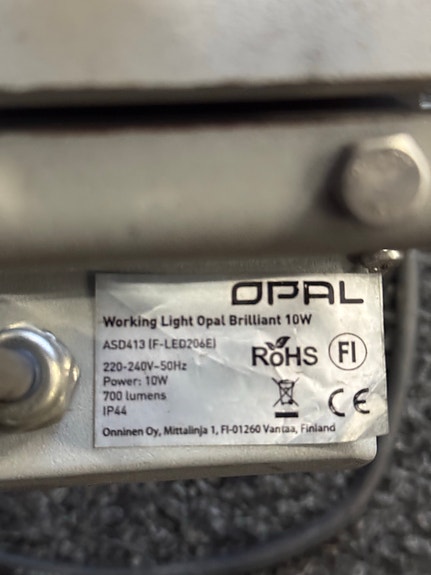 OPAL
Working Light Opal Brilliant 10W
ASD413 (F-LED206E)
220-240V~50Hz
Power: 10W
700 lumens
IP44
RoHS
FI
CE
Onninen Oy, Mittalinja 1, FI-01260 Vantaa, Finland